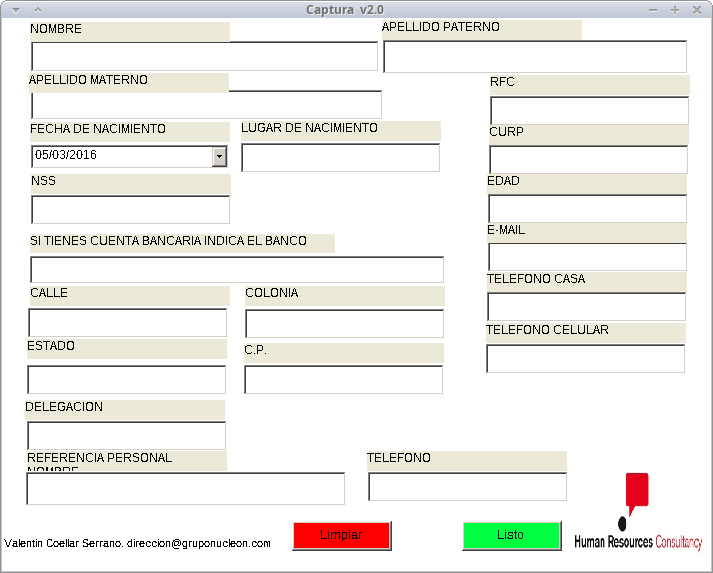 Captura v2.0
NOMBRE
APELLIDO PATERNO
APELLIDO MATERNO
RFC
FECHA DE NACIMIENTO
LUGAR DE NACIMIENTO
CURP
05/03/2016
NSS
EDAD
E-MAIL
SI TIENES CUENTA BANCARIA INDICA EL BANCO
TELEFONO CASA
CALLE
COLONIA
TELEFONO CELULAR
ESTADO
C.P.
DELEGACION
REFERENCIA PERSONAL
NOMBRE
TELEFONO
Valentin Coellar Serrano. direccion@gruponucleon.com
Limpiar
Listo
Human Resources Consultancy